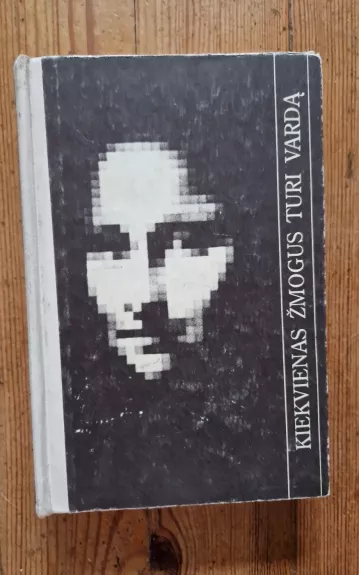 KIEKVIENAS ŽMOGUS TURI VARDĄ